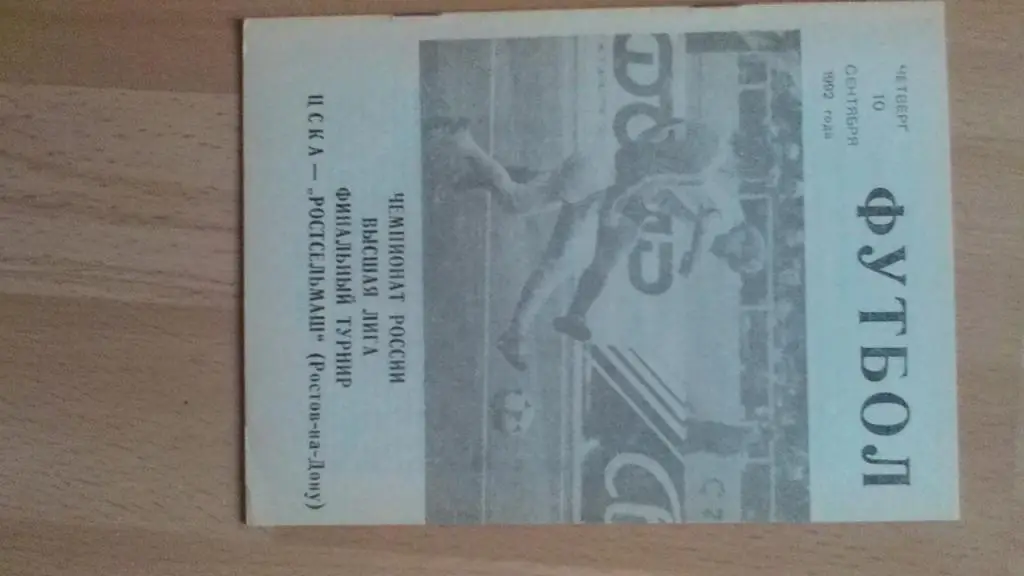 ЧЕТВЕРГ
10
СЕНТЯБРЯ
1992 года
ФУТБОЛ
ЧЕМПИОНАТ РОССИИ
ВЫСШАЯ ЛИГА
ФИНАЛЬНЫЙ ТУРНИР
ЦСКА — „РОСТСЕЛЬМАШ" (Ростов-на-Дону)